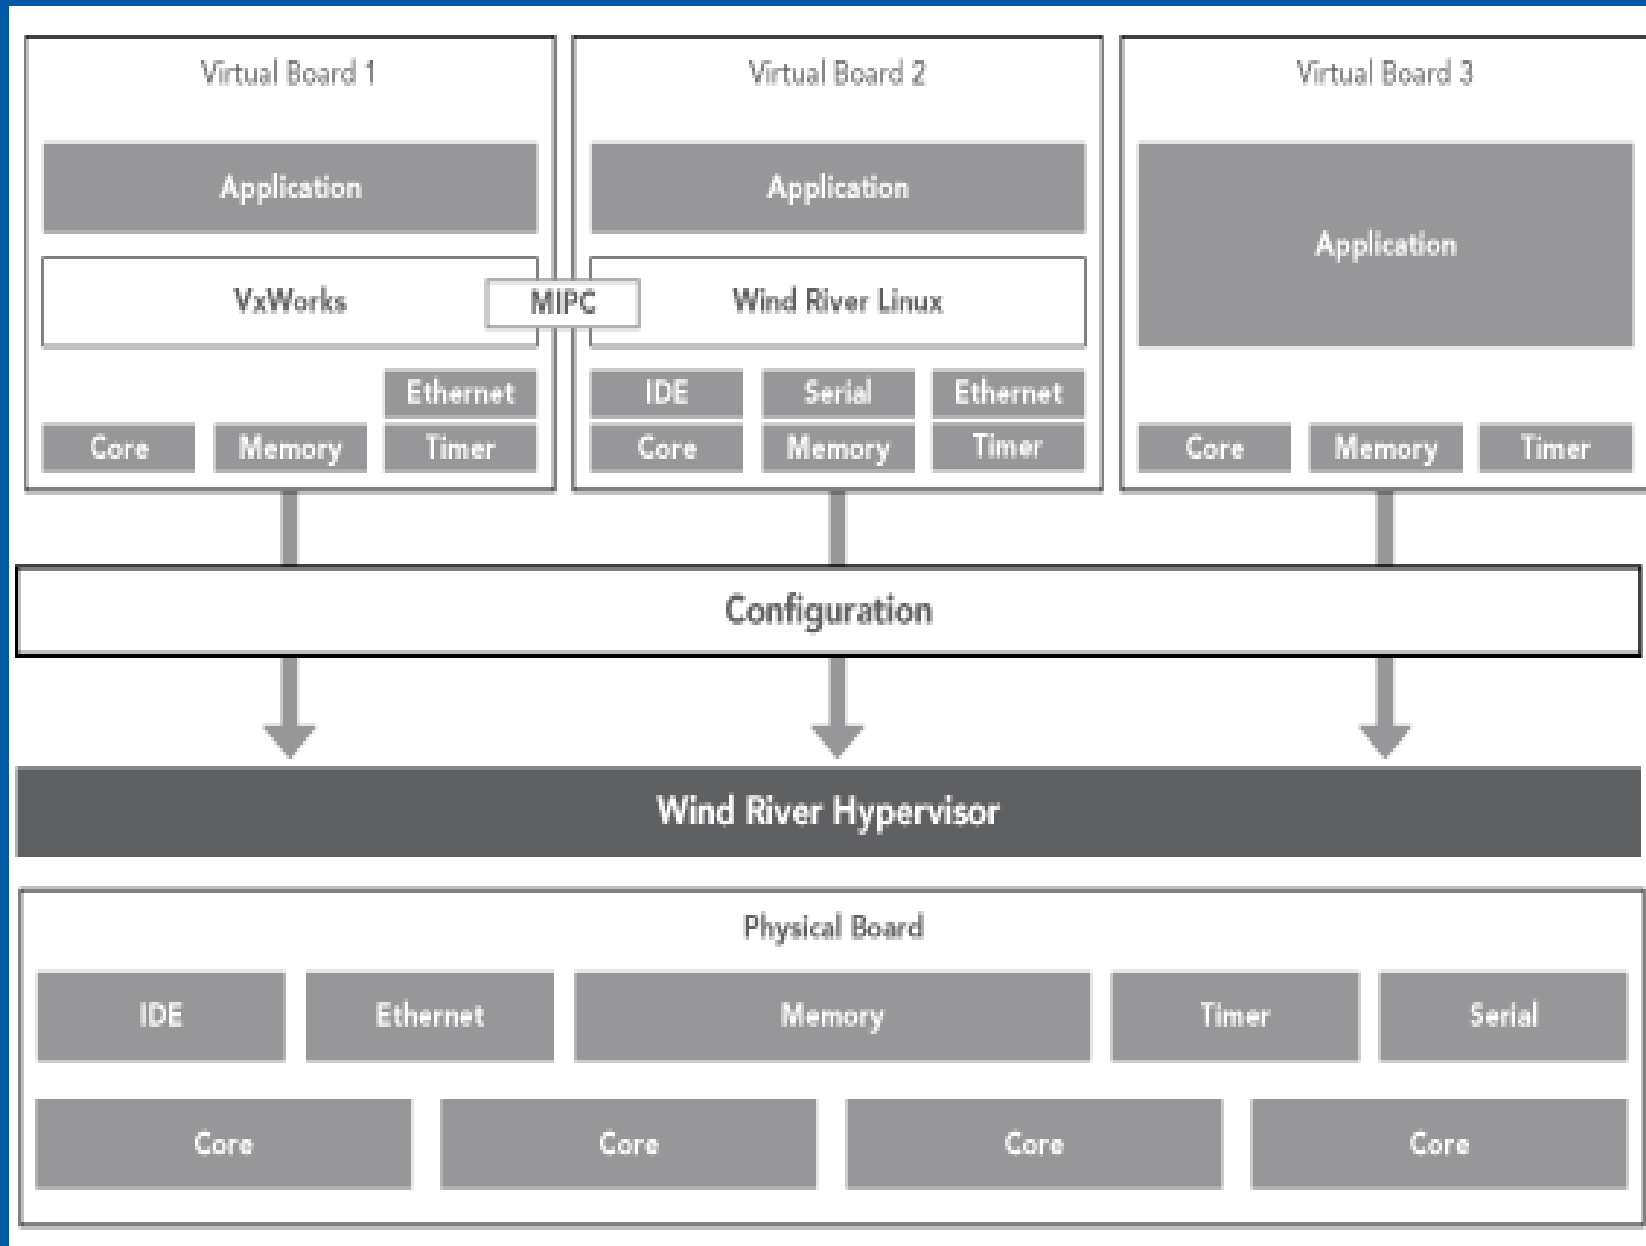 Virtual Board 1
Virtual Board 2
Virtual Board 3
Application
Application
Application
VxWorks
MIPC
Wind River Linux
Ethernet
IDE
Serial
Ethernet
Core
Memory
Timer
Core
Memory
Timer
Core
Memory
Timer
Configuration
Wind River Hypervisor
Physical Board
IDE
Ethernet
Memory
Timer
Serial
Core
Core
Core
Core